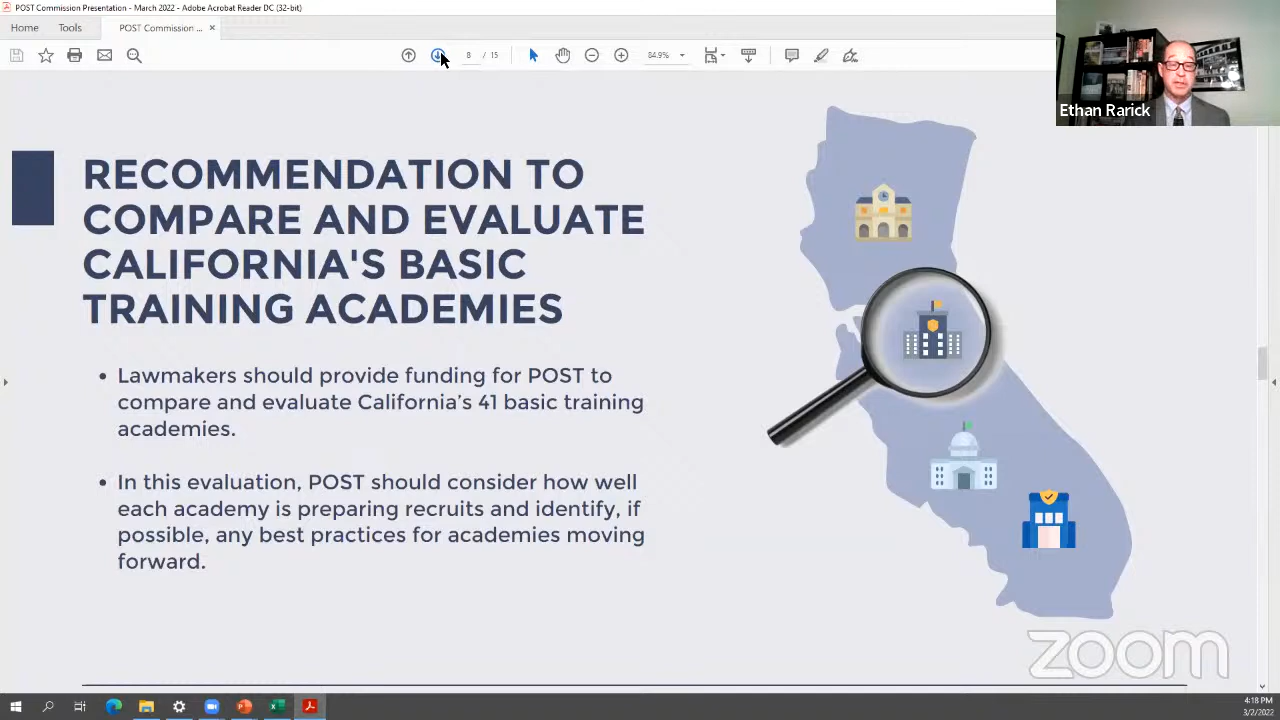 POST Commission Presentation - March 2022 - Adobe Acrobat Reader DC (32-bit)
Home
Tools
POST Commission ...
8 / 15
84.9%
Ethan Rarick
RECOMMENDATION TO
COMPARE AND EVALUATE
CALIFORNIA'S BASIC
TRAINING ACADEMIES
• Lawmakers should provide funding for POST to
compare and evaluate California’s 41 basic training
academies.
• In this evaluation, POST should consider how well
each academy is preparing recruits and identify, if
possible, any best practices for academies moving
forward.
zoom
4:18 PM
3/2/2022